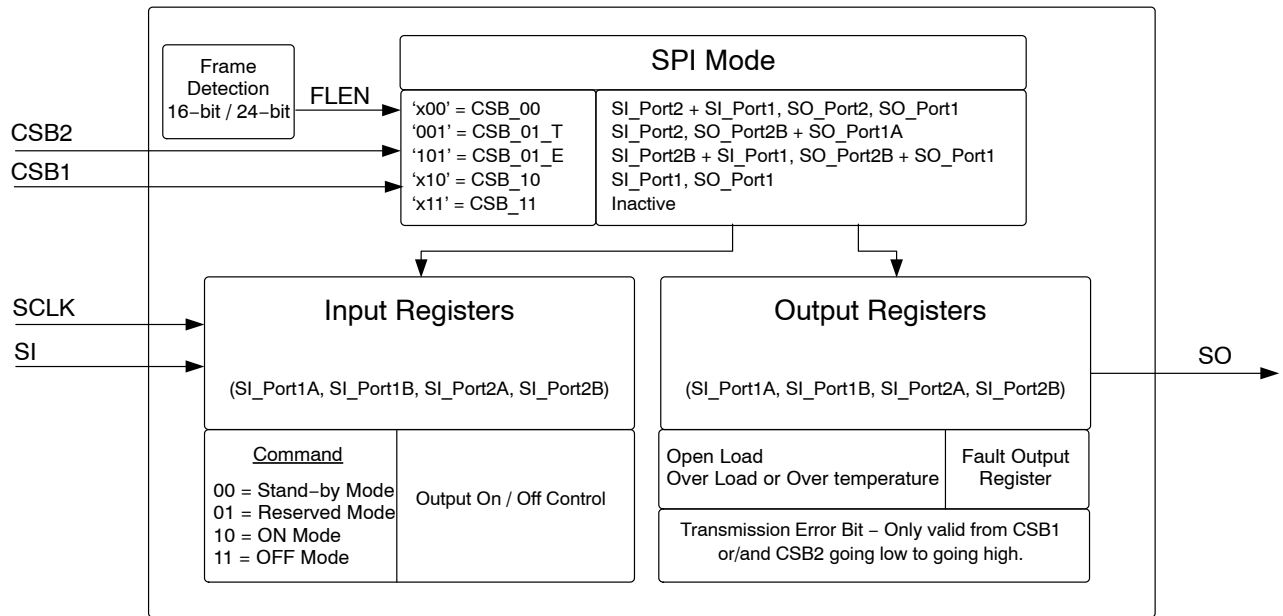 Frame
Detection
16−bit / 24−bit
FLEN
CSB2
CSB1
SPI Mode
‘x00’ = CSB_00
SI_Port2 + SI_Port1, SO_Port2, SO_Port1
‘001’ = CSB_01_T
SI_Port2, SO_Port2B + SO_Port1A
‘101’ = CSB_01_E
SI_Port2B + SI_Port1, SO_Port2B + SO_Port1
‘x10’ = CSB_10
SI_Port1, SO_Port1
‘x11’ = CSB_11
Inactive
SCLK
SI
Input Registers
(SI_Port1A, SI_Port1B, SI_Port2A, SI_Port2B)
Command
00 = Stand−by Mode
01 = Reserved Mode
10 = ON Mode
11 = OFF Mode
Output On / Off Control
Output Registers
(SI_Port1A, SI_Port1B, SI_Port2A, SI_Port2B)
SO
Open Load
Over Load or Over temperature
Fault Output
Register
Transmission Error Bit − Only valid from CSB1
or/and CSB2 going low to going high.